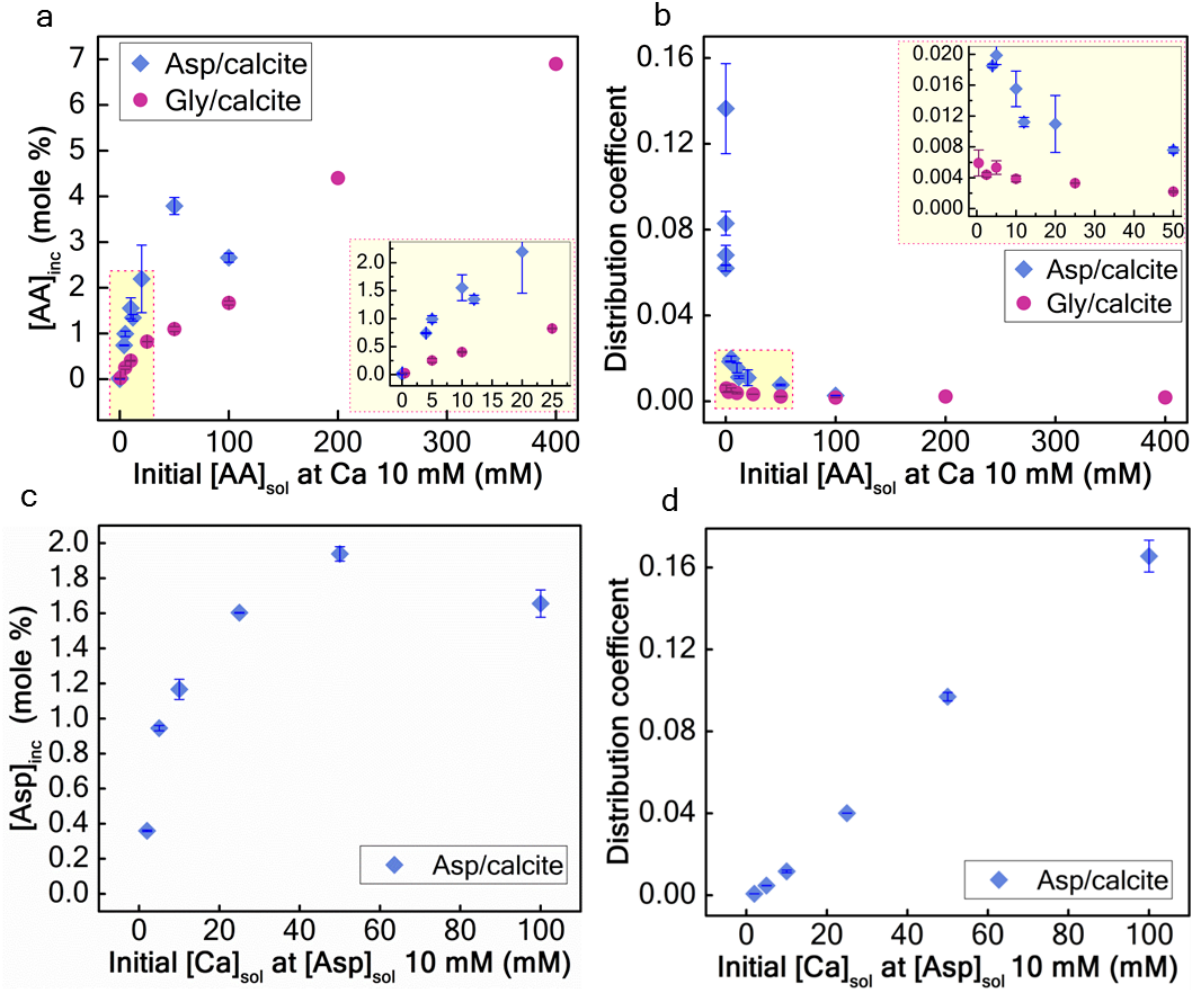 a
7
6
5
4
3
2
1
0
[AA]inc (mole %)
Asp/calcite
Gly/calcite
2.0
1.5
1.0
0.5
0.0
0 5 10 15 20 25
0 100 200 300 400
Initial [AA]sol at Ca 10 mM (mM)
b
0.16
0.12
0.08
0.04
0.00
Distribution coefficent
0.020
0.016
0.012
0.008
0.004
0.000
0 10 20 30 40 50
Asp/calcite
Gly/calcite
0 100 200 300 400
Initial [AA]sol at Ca 10 mM (mM)
c
2.0
1.8
1.6
1.4
1.2
1.0
0.8
0.6
0.4
0.2
0.0
[Asp]inc (mole %)
Asp/calcite
0 20 40 60 80 100
Initial [Ca]sol at [Asp]sol 10 mM (mM)
d
0.16
0.12
0.08
0.04
0.00
Distribution coefficent
Asp/calcite
0 20 40 60 80 100
Initial [Ca]sol at [Asp]sol 10 mM (mM)